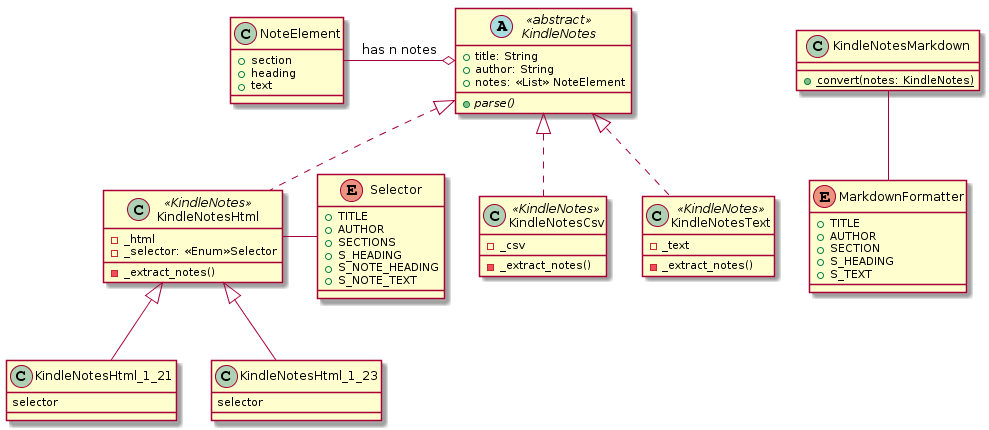 C NoteElement
section
heading
text
has n notes
A «abstract»
KindleNotes
title: String
author: String
notes: «List» NoteElement
parse()
C KindleNotesMarkdown
convert(notes: KindleNotes)
C «KindleNotes»
KindleNotesHtml
_html
_selector: «Enum»Selector
_extract_notes()
E Selector
TITLE
AUTHOR
SECTIONS
S_HEADING
S_NOTE_HEADING
S_NOTE_TEXT
C «KindleNotes»
KindleNotesCsv
_csv
_extract_notes()
C «KindleNotes»
KindleNotesText
_text
_extract_notes()
E MarkdownFormatter
TITLE
AUTHOR
SECTION
S_HEADING
S_TEXT
C KindleNotesHtml_1_21
selector
C KindleNotesHtml_1_23
selector